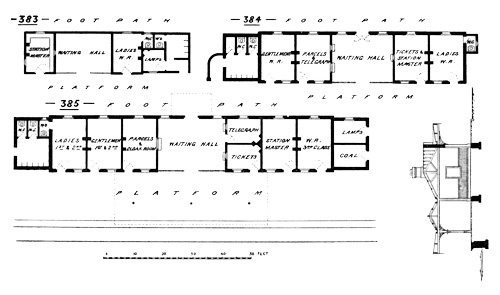 383
FOOT PATH
STATION MASTER
WAITING HALL
LADIES W.R.
W.C.
LAMPS
PLATFORM
384
FOOT PATH
W.C. W.C.
GENTLEMEN W.R.
PARCELS & TELEGRAPH
WAITING HALL
TICKETS & STATION MASTER
LADIES W.R.
PLATFORM
385
FOOT PATH
LADIES 1ST & 2ND
GENTLEMEN 1ST & 2ND
PARCELS & CLOAK ROOM
WAITING HALL
TELEGRAPH
TICKETS
STATION MASTER
W.R. 3RD CLASS
LAMPS
COAL
PLATFORM
0 10 20 30 40 50 FEET